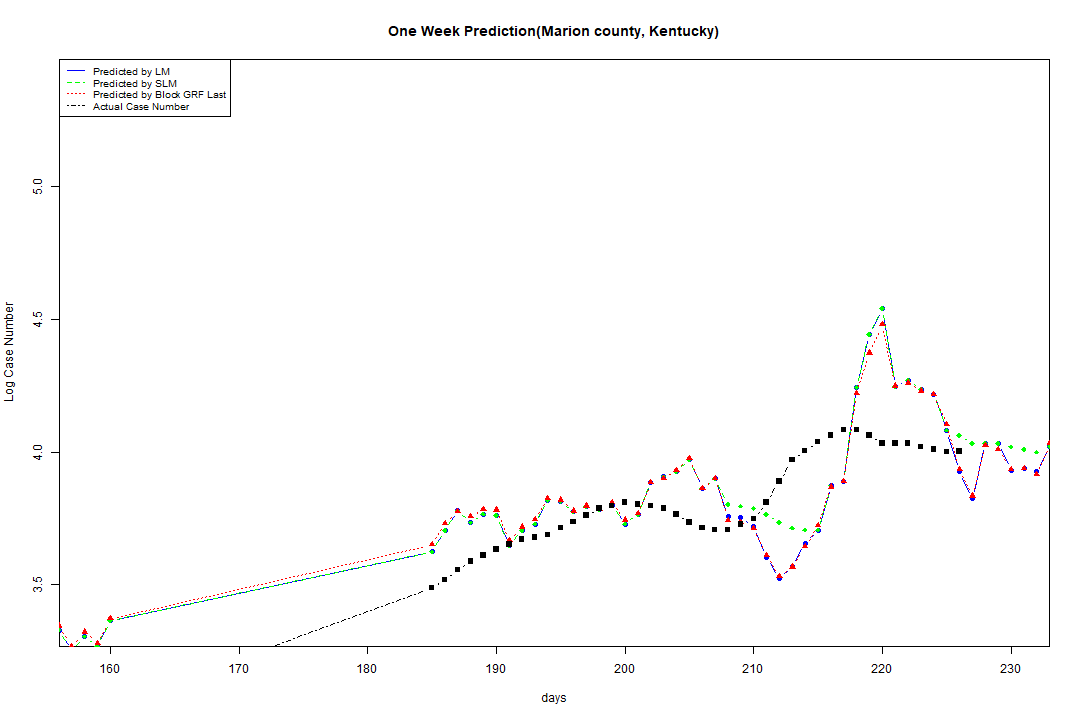 One Week Prediction(Marion county, Kentucky)
Predicted by LM
Predicted by SLM
Predicted by Block GRF Last
Actual Case Number
5.0
4.5
4.0
3.5
Log Case Number
160 170 180 190 200 210 220 230
days